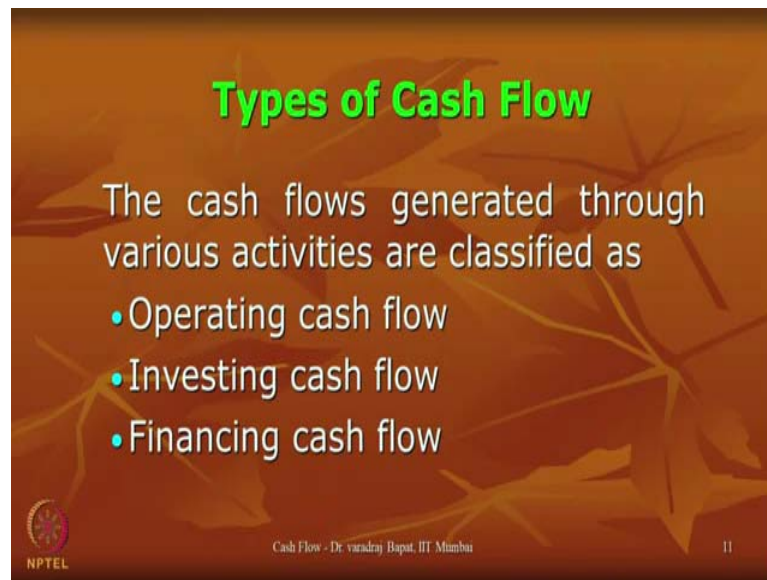 Types of Cash Flow
The cash flows generated through
various activities are classified as
•Operating cash flow
•Investing cash flow
•Financing cash flow
NPTEL
Cash Flow - Dr. varadraj Bapat, IIT Mumbai
11